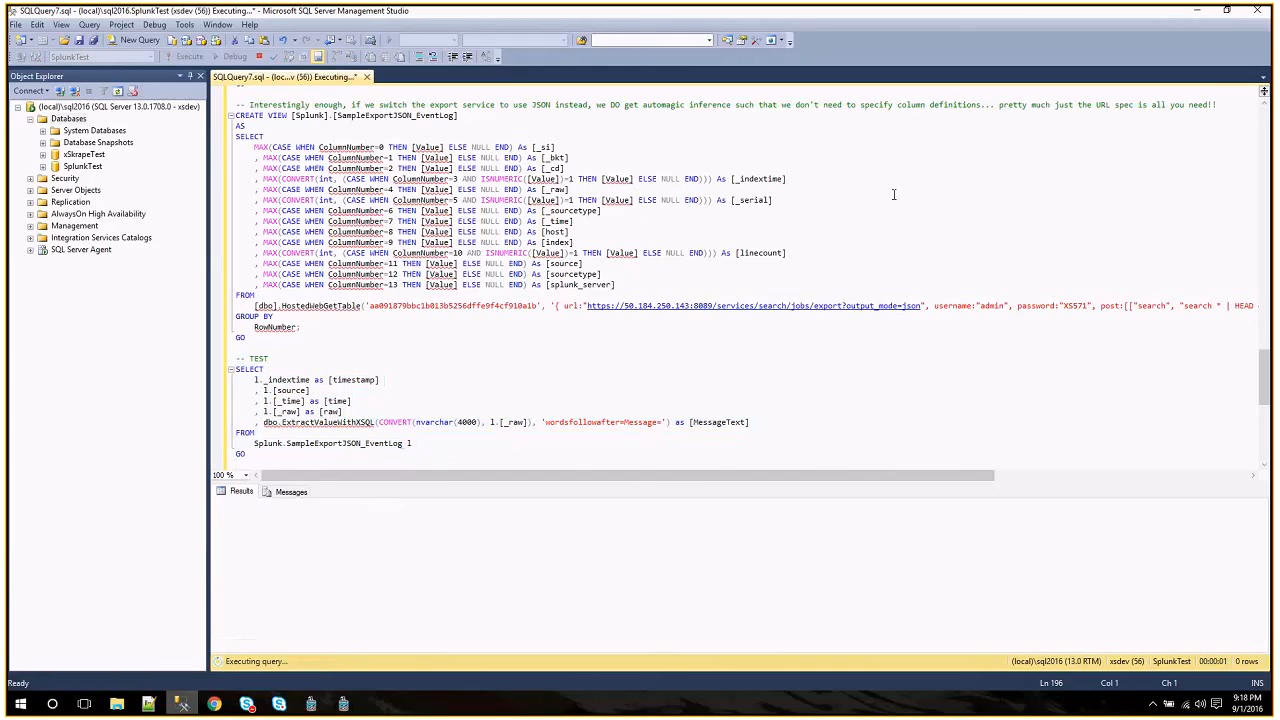 SQLQuery7.sql - (local)\sql2016.SplunkTest (xsdev (56)) Executing...* - Microsoft SQL Server Management Studio
File Edit View Query Project Debug Tools Window Help
New Query
SplunkTest Execute Debug
Object Explorer
SQLQuery7.sql - (loc...v (56)) Executing...*
Connect
(local)\sql2016 (SQL Server 13.0.1708.0 - xsdev)
Databases
System Databases
Database Snapshots
xSkrapeTest
SplunkTest
Security
Server Objects
Replication
AlwaysOn High Availability
Management
Integration Services Catalogs
SQL Server Agent
-- Interestingly enough, if we switch the export service to use JSON instead, we DO get automagic inference such that we don't need to specify column definitions... pretty much just the URL spec is all you need!!
CREATE VIEW [Splunk].[SampleExportJSON_EventLog]
AS
SELECT
MAX(CASE WHEN ColumnNumber=0 THEN [Value] ELSE NULL END) As [_si]
, MAX(CASE WHEN ColumnNumber=1 THEN [Value] ELSE NULL END) As [_bkt]
, MAX(CASE WHEN ColumnNumber=2 THEN [Value] ELSE NULL END) As [_cd]
, MAX(CONVERT(int, (CASE WHEN ColumnNumber=3 AND ISNUMERIC([Value])=1 THEN [Value] ELSE NULL END))) As [_indextime]
, MAX(CASE WHEN ColumnNumber=4 THEN [Value] ELSE NULL END) As [_raw]
, MAX(CONVERT(int, (CASE WHEN ColumnNumber=5 AND ISNUMERIC([Value])=1 THEN [Value] ELSE NULL END))) As [_serial]
, MAX(CASE WHEN ColumnNumber=6 THEN [Value] ELSE NULL END) As [_sourcetype]
, MAX(CASE WHEN ColumnNumber=7 THEN [Value] ELSE NULL END) As [_time]
, MAX(CASE WHEN ColumnNumber=8 THEN [Value] ELSE NULL END) As [host]
, MAX(CASE WHEN ColumnNumber=9 THEN [Value] ELSE NULL END) As [index]
, MAX(CONVERT(int, (CASE WHEN ColumnNumber=10 AND ISNUMERIC([Value])=1 THEN [Value] ELSE NULL END))) As [linecount]
, MAX(CASE WHEN ColumnNumber=11 THEN [Value] ELSE NULL END) As [source]
, MAX(CASE WHEN ColumnNumber=12 THEN [Value] ELSE NULL END) As [sourcetype]
, MAX(CASE WHEN ColumnNumber=13 THEN [Value] ELSE NULL END) As [splunk_server]
FROM
[dbo].HostedWebGetTable('aa091879bbc1b013b5256dffe9f4cf910a1b', '{ url:"https://50.184.250.143:8089/services/search/jobs/export?output_mode=json", username:"admin", password:"XS571", post:[["search", "search * | HEAD
GROUP BY
RowNumber;
GO
-- TEST
SELECT
l._indextime as [timestamp]
, l.[source]
, l.[_time] as [time]
, l.[_raw] as [raw]
, dbo.ExtractValueWithXSQL(CONVERT(nvarchar(4000), l.[_raw]), 'wordsfollowafter=Message=') as [MessageText]
FROM
Splunk.SampleExportJSON_EventLog l
GO
100 %
Results Messages
Executing query... (local)\sql2016 (13.0 RTM) xsdev (56) SplunkTest 00:00:01 0 rows
Ready Ln 196 Col 1 Ch 1 INS
9:18 PM
9/1/2016